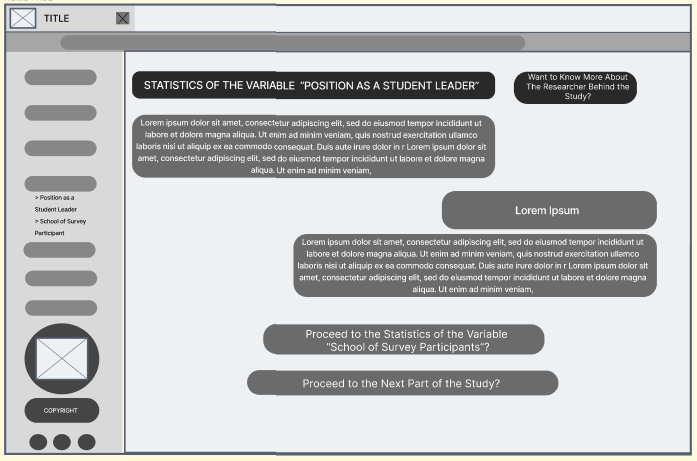 TITLE
STATISTICS OF THE VARIABLE "POSITION AS A STUDENT LEADER"
Want to Know More About
The Researcher Behind the
Study?
Lorem ipsum dolor sit amet, consectetur adipiscing elit, sed do eiusmod tempor incididunt ut
labore et dolore magna aliqua. Ut enim ad minim veniam, quis nostrud exercitation ullamco
laboris nisi ut aliquip ex ea commodo consequat. Duis aute irure dolor in r Lorem ipsum dolor sit
amet, consectetur adipiscing elit, sed do eiusmod tempor incididunt ut labore et dolore magna
aliqua. Ut enim ad minim veniam,
> Position as a
Student Leader
> School of Survey
Participant
Lorem Ipsum
Lorem ipsum dolor sit amet, consectetur adipiscing elit, sed do eiusmod tempor incididunt ut
labore et dolore magna aliqua. Ut enim ad minim veniam, quis nostrud exercitation ullamco
laboris nisi ut aliquip ex ea commodo consequat. Duis aute irure dolor in r Lorem ipsum dolor sit
amet, consectetur adipiscing elit, sed do eiusmod tempor incididunt ut labore et dolore magna
aliqua. Ut enim ad minim veniam,
Proceed to the Statistics of the Variable
"School of Survey Participants"?
Proceed to the Next Part of the Study?
COPYRIGHT